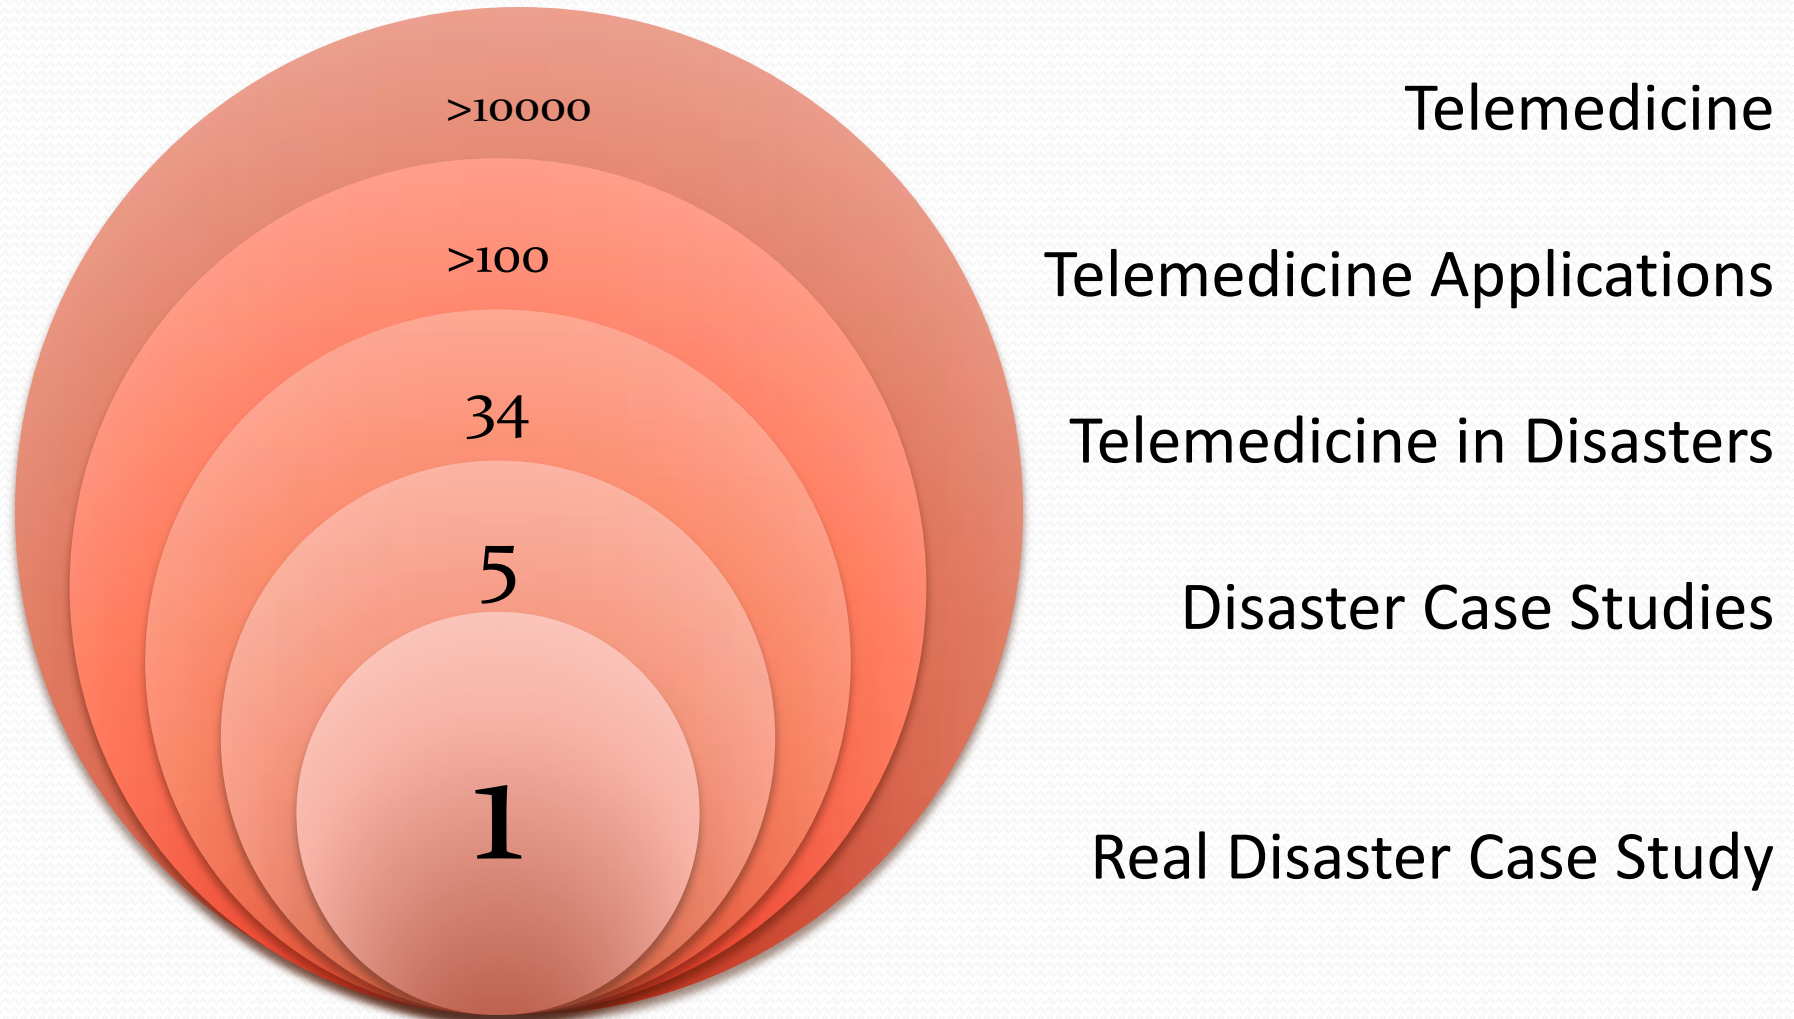 >10000
Telemedicine
>100
Telemedicine Applications
34
Telemedicine in Disasters
5
Disaster Case Studies
1
Real Disaster Case Study